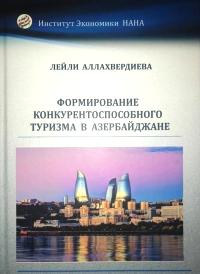 Институт Экономики НАНА
ЛЕЙЛИ АЛЛАХВЕРДИЕВА
ФОРМИРОВАНИЕ
КОНКУРЕНТОСПОСОБНОГО
ТУРИЗМА В АЗЕРБАЙДЖАНЕ